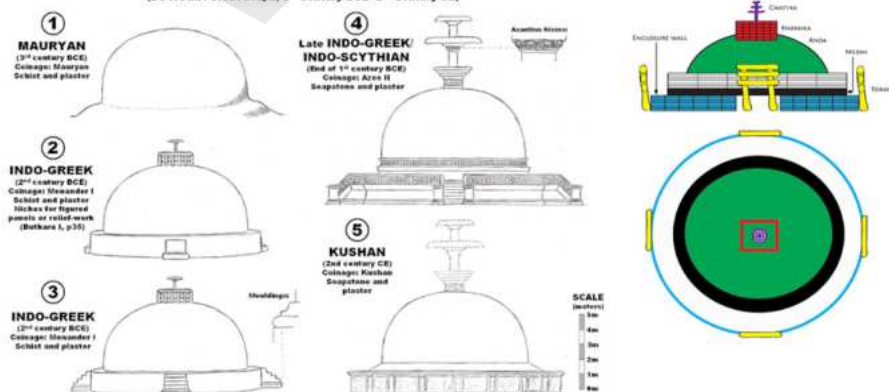 1
MAURYAN
(3rd century BCE)
Coinage: Mauryan
Schist and plaster
2
INDO-GREEK
(2nd century BCE)
Coinage: Menander I
Schist and plaster
Niches for figured
panels or relief-work
(Butkara I, p35)
3
INDO-GREEK
(2nd century BCE)
Coinage: Menander I
Schist and plaster
Mouldings:
4
Late INDO-GREEK/
INDO-SCYTHIAN
(End of 1st century BCE)
Coinage: Azes II
Soapstone and plaster
Acanthus friezes:
5
KUSHAN
(2nd century CE)
Coinage: Kushan
Soapstone and
plaster
SCALE
(meters)
5m
4m
3m
2m
1m
0m
CHATTRA
HARMIKA
ANDA
ENCLOSURE WALL
MEDHI